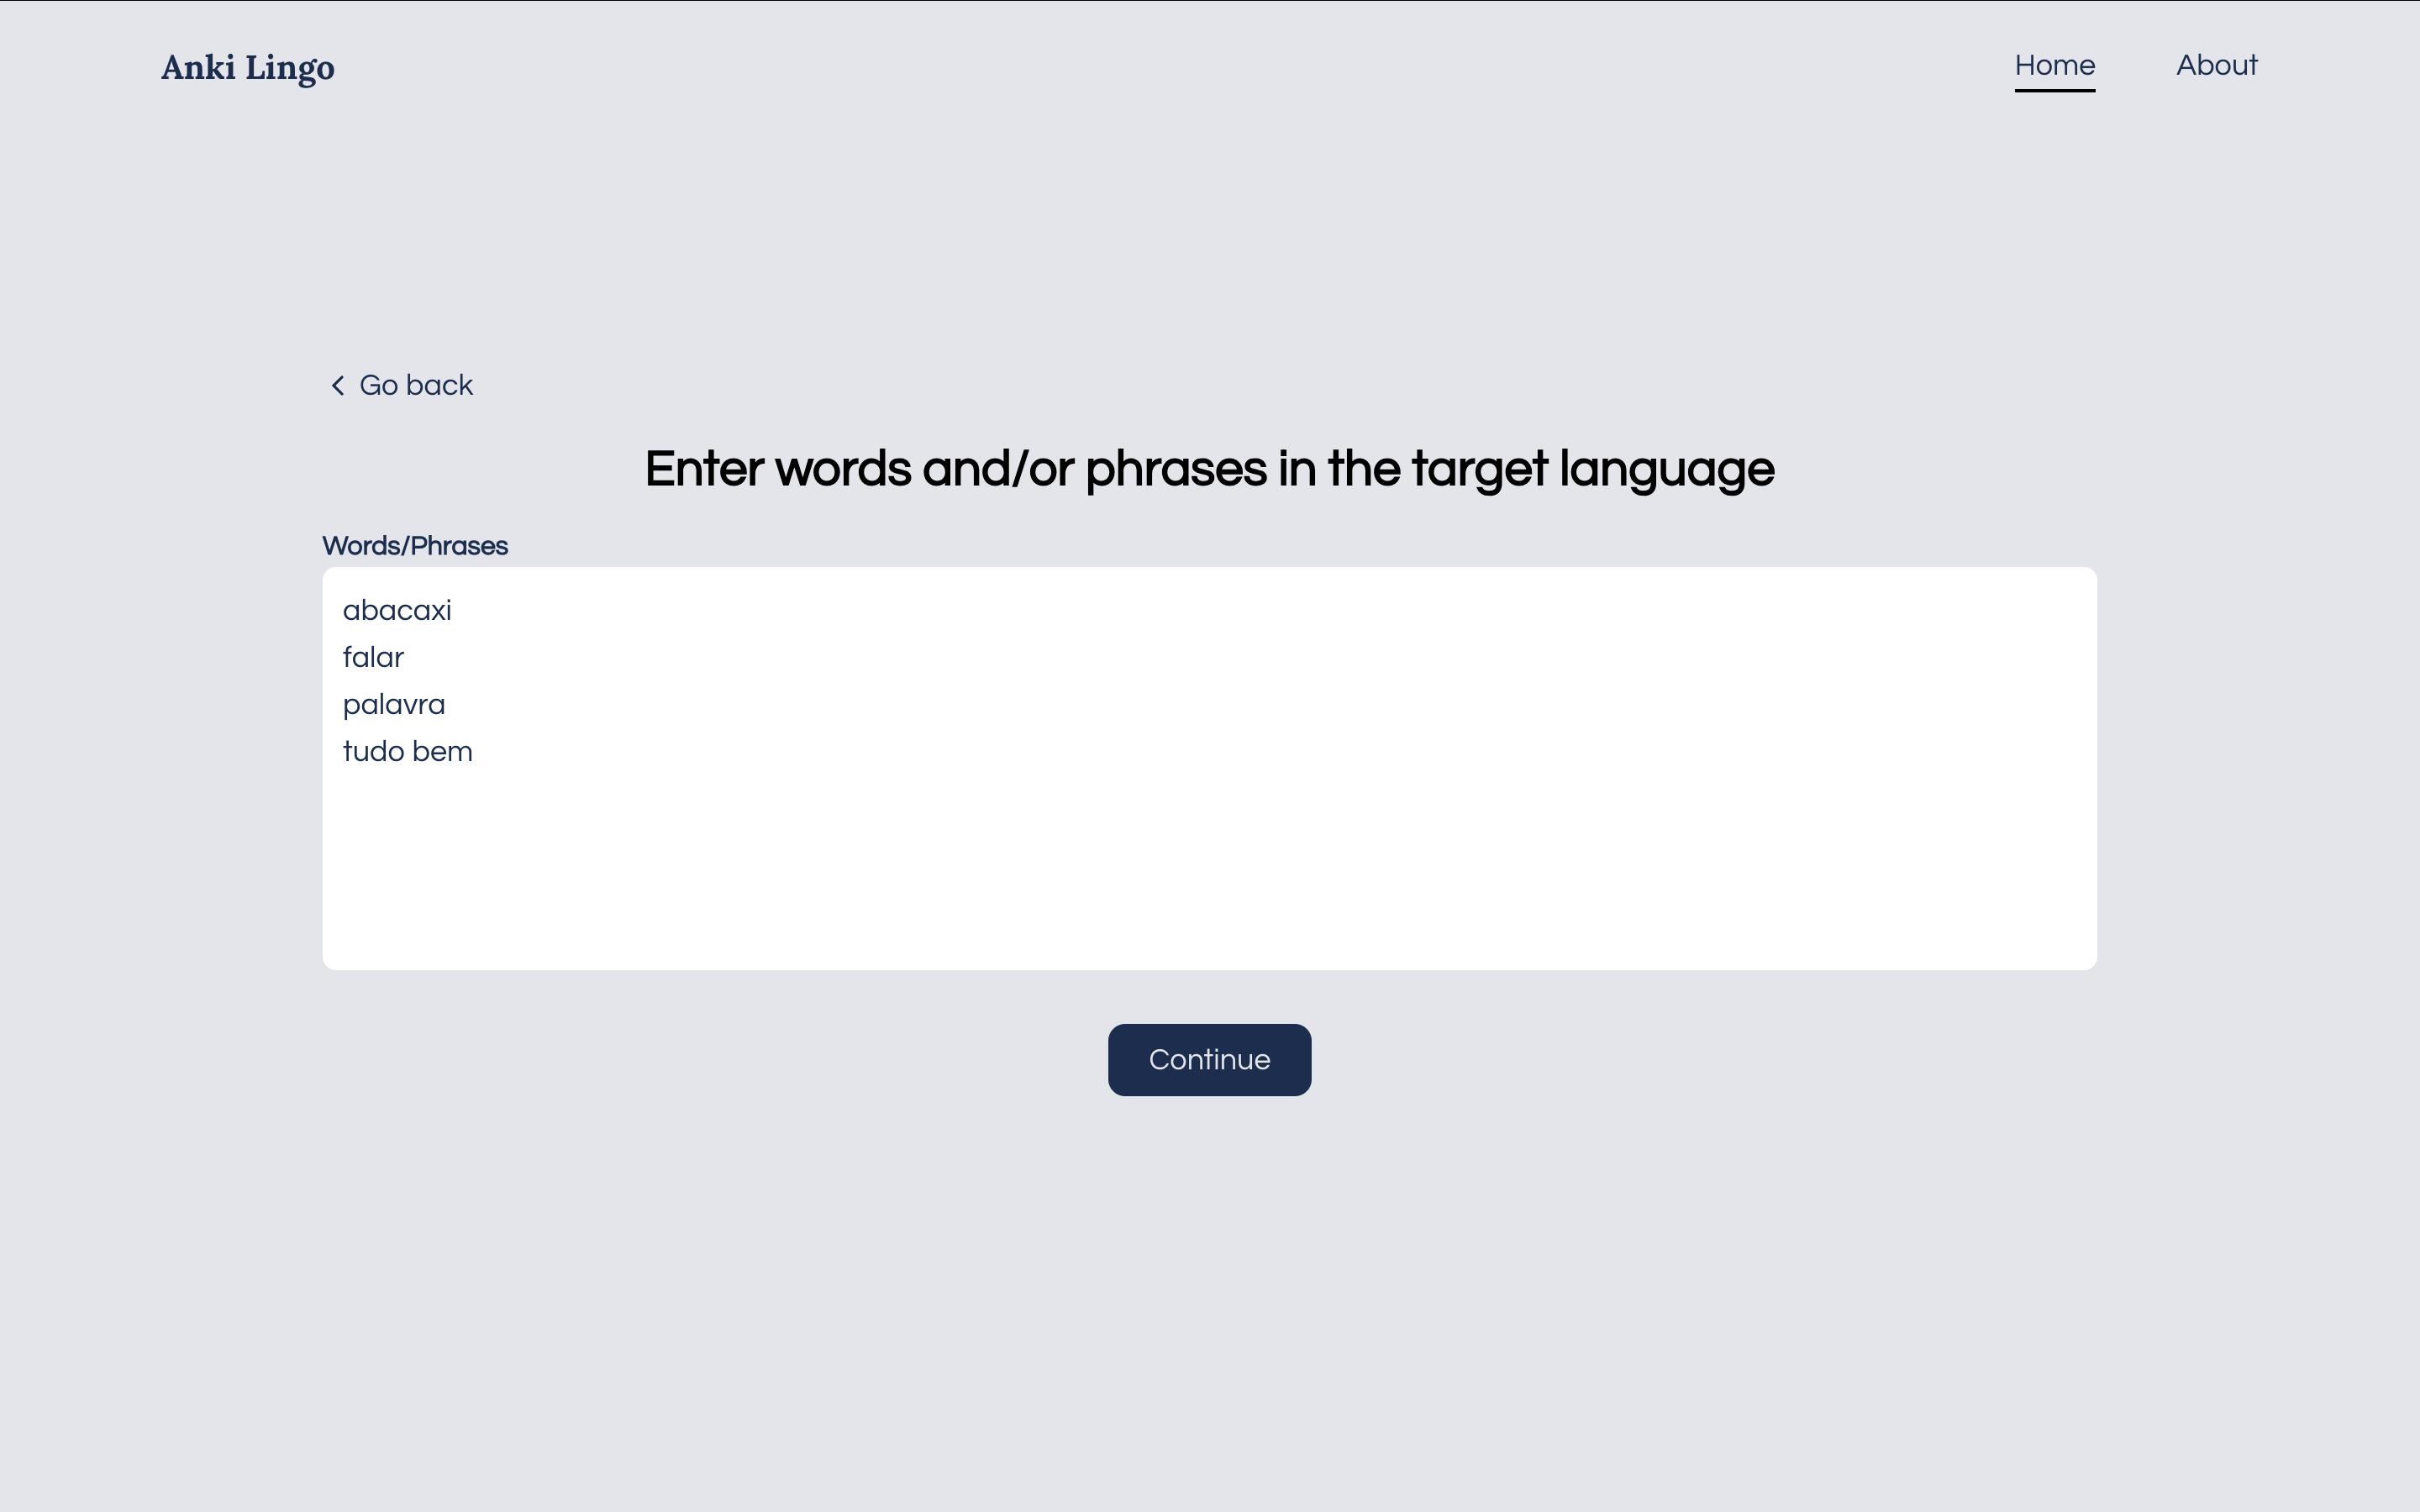 Anki Lingo
Home
About
Go back
Enter words and/or phrases in the target language
Words/Phrases
abacaxi
falar
palavra
tudo bem
Continue